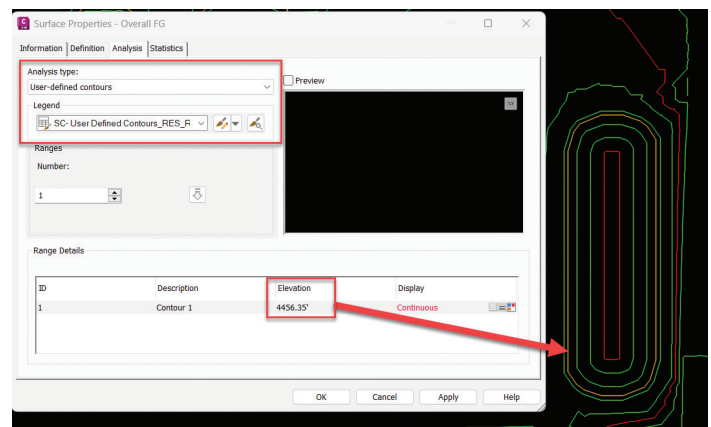 Surface Properties - Overall FG
Information Definition Analysis Statistics
Analysis type:
User-defined contours
Preview
Legend
SC- User Defined Contours_RES_R
Ranges
Number:
1
Range Details
ID Description Elevation Display
1 Contour 1 4456.35' Continuous
OK Cancel Apply Help